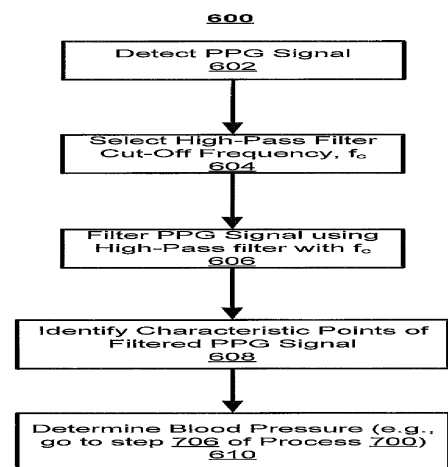 600
Detect PPG Signal
602
Select High-Pass Filter
Cut-Off Frequency, fc
604
Filter PPG Signal using
High-Pass filter with fc
606
Identify Characteristic Points of
Filtered PPG Signal
608
Determine Blood Pressure (e.g.,
go to step 706 of Process 700)
610